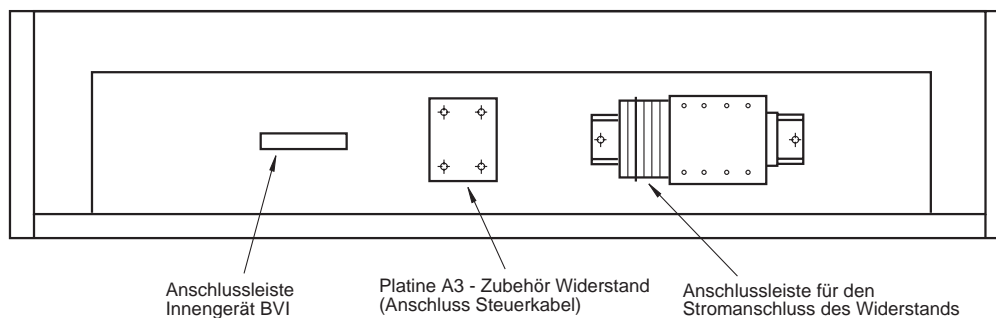 Anschlussleiste
Innengerät BVI
Platine A3 - Zubehör Widerstand
(Anschluss Steuerkabel)
Anschlussleiste für den
Stromanschluss des Widerstands